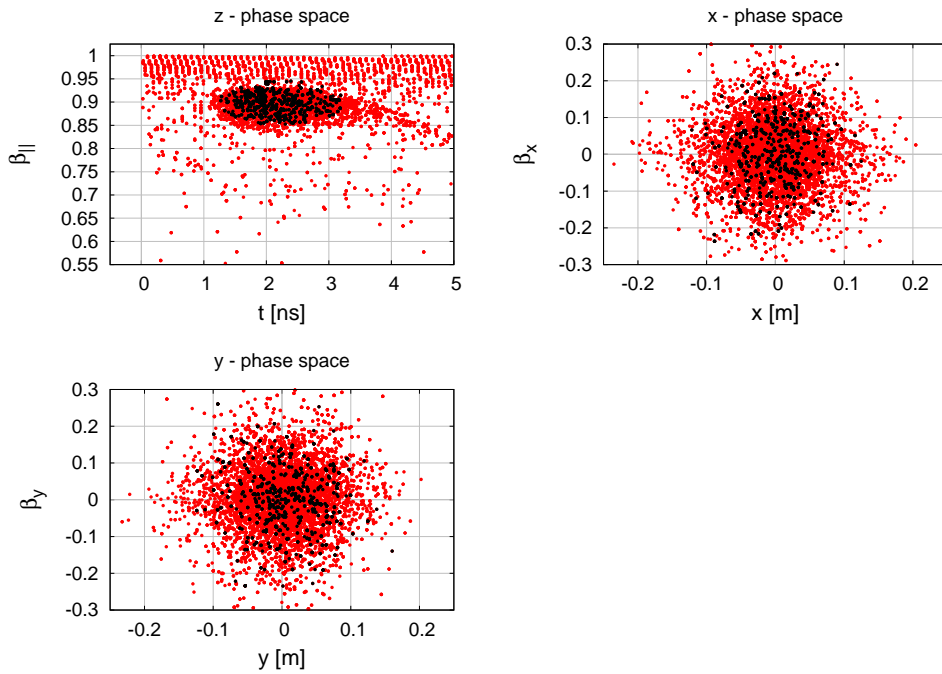 z - phase space
1
0.95
0.9
0.85
0.8
0.75
0.7
0.65
0.6
0.55
β||
0 1 2 3 4 5
t [ns]
x - phase space
0.3
0.2
0.1
0
-0.1
-0.2
-0.3
βx
-0.2 -0.1 0 0.1 0.2
x [m]
y - phase space
0.3
0.2
0.1
0
-0.1
-0.2
-0.3
βy
-0.2 -0.1 0 0.1 0.2
y [m]